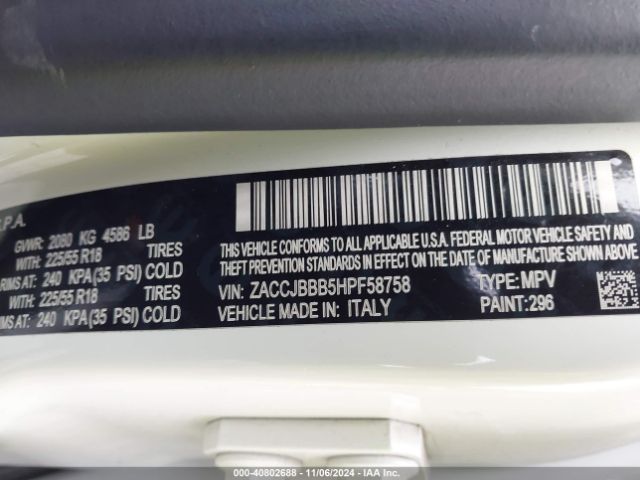 .P.A.
GVWR: 2080 KG 4586 LB
WITH: 225/55 R18 TIRES
RIMS AT: 240 KPA(35 PSI) COLD
WITH: 225/55 R18 TIRES
IMS AT: 240 KPA(35 PSI) COLD
THIS VEHICLE CONFORMS TO ALL APPLICABLE U.S.A. FEDERAL MOTOR VEHICLE SAFETY, BUMPER, AND
THEFT PREVENTION STANDARDS IN EFFECT ON THE DATE OF MANUFACTURE SHOWN ABOVE.
VIN: ZACCJBBB5HPF58758 TYPE: MPV
VEHICLE MADE IN: ITALY PAINT: 296
000-40802688 - 11/06/2024 - IAA Inc.